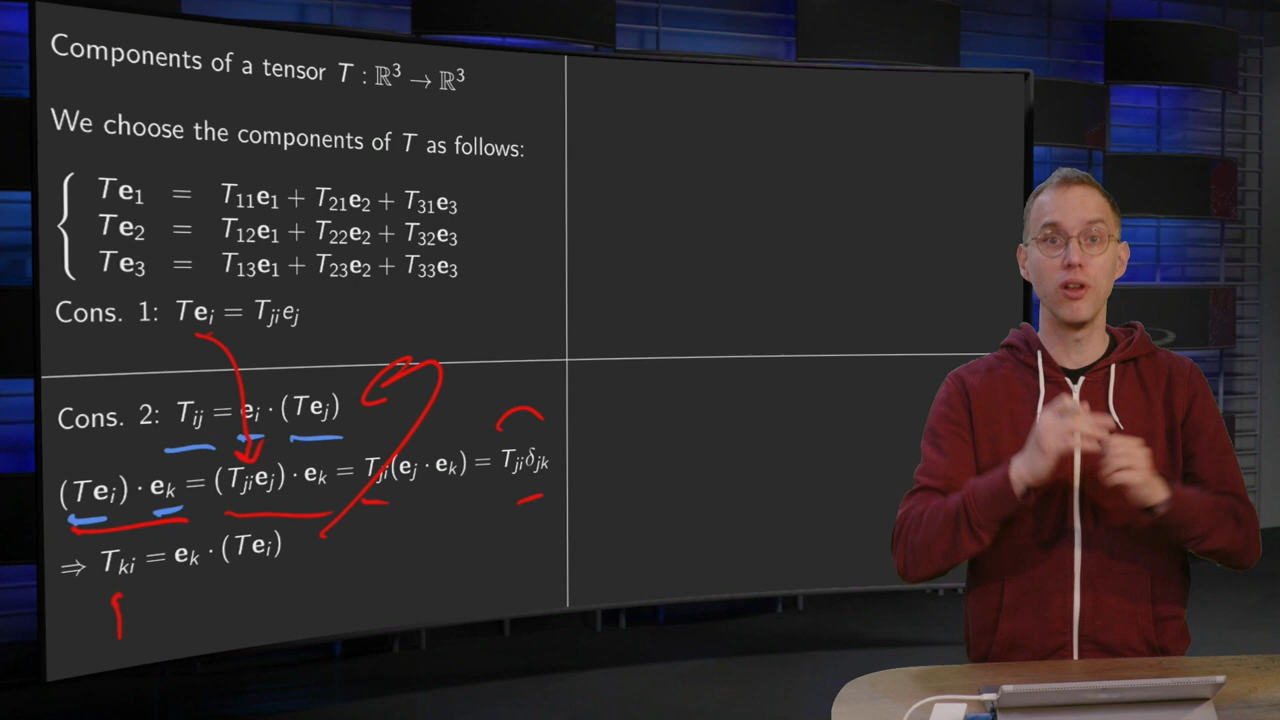 Components of a tensor T : ℝ³ → ℝ³
We choose the components of T as follows:
Te₁ = T₁₁e₁ + T₂₁e₂ + T₃₁e₃
Te₂ = T₁₂e₁ + T₂₂e₂ + T₃₂e₃
Te₃ = T₁₃e₁ + T₂₃e₂ + T₃₃e₃
Cons. 1: Teᵢ = Tⱼᵢeⱼ
Cons. 2: Tᵢⱼ = eᵢ · (Teⱼ)
(Teᵢ) · eₖ = (Tⱼᵢeⱼ) · eₖ = Tⱼᵢ(eⱼ · eₖ) = Tⱼᵢδⱼₖ
⇒ Tₖᵢ = eₖ · (Teᵢ)